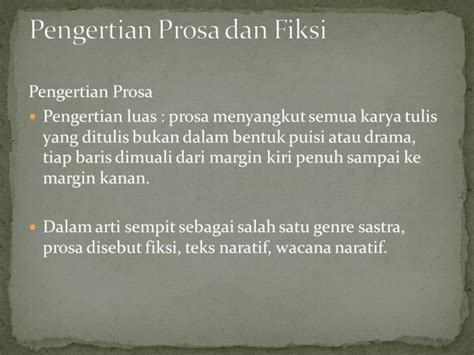 Pengertian Prosa dan Fiksi
Pengertian Prosa
Pengertian luas : prosa menyangkut semua karya tulis
yang ditulis bukan dalam bentuk puisi atau drama,
tiap baris dimuali dari margin kiri penuh sampai ke
margin kanan.
Dalam arti sempit sebagai salah satu genre sastra,
prosa disebut fiksi, teks naratif, wacana naratif.